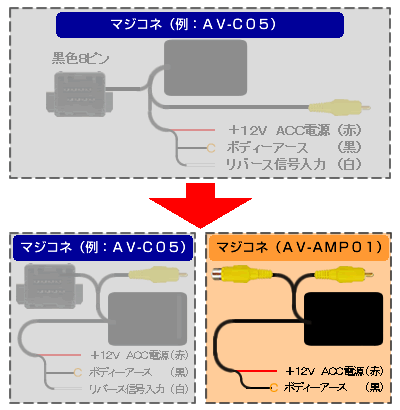 マジコネ（例：ＡＶ-Ｃ０５）
黒色8ピン
＋12V ACC電源（赤）
ボディーアース （黒）
リバース信号入力（白）
マジコネ（例：ＡＶ-Ｃ０５）
＋12V ACC電源（赤）
ボディーアース （黒）
リバース信号入力（白）
マジコネ（ＡＶ-ＡＭＰ０１）
＋12V ACC電源（赤）
ボディーアース （黒）